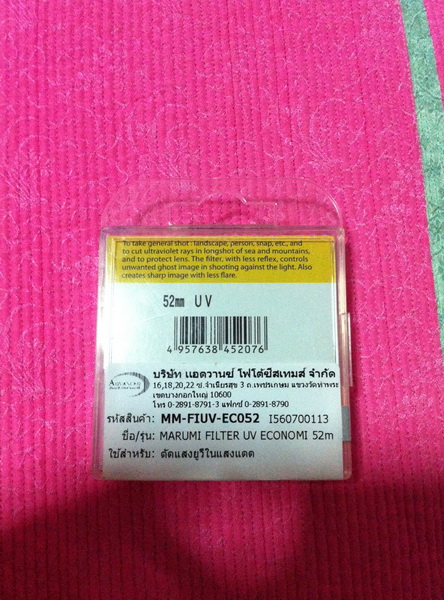 To take general shot : landscape, person, snap, etc., and
to cut ultraviolet rays in longshot of sea and mountains,
and to protect lens. The filter, with less reflex, controls
unwanted ghost image in shooting against the light. Also
creates sharp image with less flare.
52mm UV
4 957638 452076
บริษัท แอดวานซ์ โฟโต้ซีสเทมส์ จำกัด
16,18,20,22 ซ.จำเนียรสุข 3 ถ.เพชรเกษม แขวงวัดท่าพระ
เขตบางกอกใหญ่ 10600
โทร 0-2891-8791-3 แฟกซ์ 0-2891-8790
รหัสสินค้า: MM-FIUV-EC052 I560700113
ชื่อ/รุ่น: MARUMI FILTER UV ECONOMI 52m
ใช้สำหรับ: ตัดแสงยูวีในแสงแดด